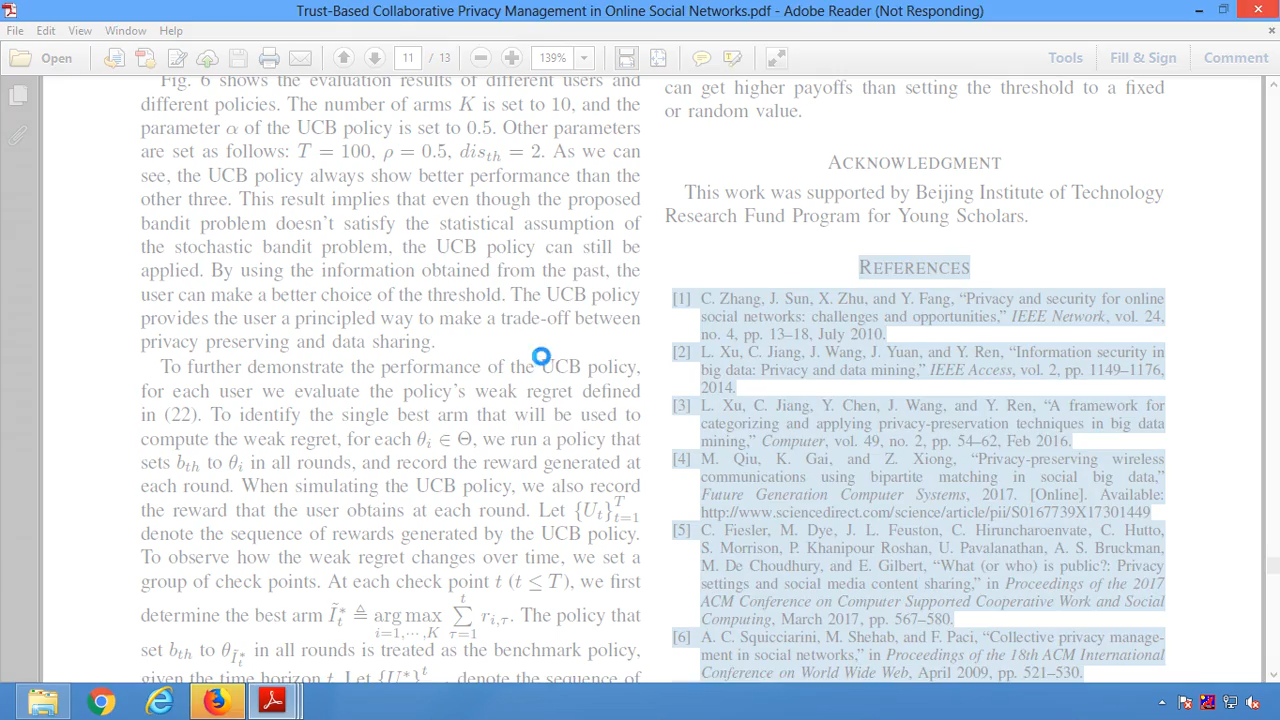 Trust-Based Collaborative Privacy Management in Online Social Networks.pdf - Adobe Reader (Not Responding)
File Edit View Window Help
Open 11 / 13 139% Tools Fill & Sign Comment
Fig. 6 shows the evaluation results of different users and
different policies. The number of arms K is set to 10, and the
parameter α of the UCB policy is set to 0.5. Other parameters
are set as follows: T = 100, ρ = 0.5, dis_th = 2. As we can
see, the UCB policy always show better performance than the
other three. This result implies that even though the proposed
bandit problem doesn't satisfy the statistical assumption of
the stochastic bandit problem, the UCB policy can still be
applied. By using the information obtained from the past, the
user can make a better choice of the threshold. The UCB policy
provides the user a principled way to make a trade-off between
privacy preserving and data sharing.
To further demonstrate the performance of the UCB policy,
for each user we evaluate the policy's weak regret defined
in (22). To identify the single best arm that will be used to
compute the weak regret, for each θ_i ∈ Θ, we run a policy that
sets b_th to θ_i in all rounds, and record the reward generated at
each round. When simulating the UCB policy, we also record
the reward that the user obtains at each round. Let {U_t}_{t=1}^T
denote the sequence of rewards generated by the UCB policy.
To observe how the weak regret changes over time, we set a
group of check points. At each check point t (t ≤ T), we first
determine the best arm Ĩ_t^* ≜ arg max_{i=1,⋯,K} ∑_{τ=1}^t r_{i,τ}. The policy that
set b_th to θ_{Ĩ_t^*} in all rounds is treated as the benchmark policy,
given the time horizon t. Let {U^*}^t, denote the sequence of
can get higher payoffs than setting the threshold to a fixed
or random value.
ACKNOWLEDGMENT
This work was supported by Beijing Institute of Technology
Research Fund Program for Young Scholars.
REFERENCES
[1] C. Zhang, J. Sun, X. Zhu, and Y. Fang, "Privacy and security for online
social networks: challenges and opportunities," IEEE Network, vol. 24,
no. 4, pp. 13–18, July 2010.
[2] L. Xu, C. Jiang, J. Wang, J. Yuan, and Y. Ren, "Information security in
big data: Privacy and data mining," IEEE Access, vol. 2, pp. 1149–1176,
2014.
[3] L. Xu, C. Jiang, Y. Chen, J. Wang, and Y. Ren, "A framework for
categorizing and applying privacy-preservation techniques in big data
mining," Computer, vol. 49, no. 2, pp. 54–62, Feb 2016.
[4] M. Qiu, K. Gai, and Z. Xiong, "Privacy-preserving wireless
communications using bipartite matching in social big data,"
Future Generation Computer Systems, 2017. [Online]. Available:
http://www.sciencedirect.com/science/article/pii/S0167739X17301449
[5] C. Fiesler, M. Dye, J. L. Feuston, C. Hiruncharoenvate, C. Hutto,
S. Morrison, P. Khanipour Roshan, U. Pavalanathan, A. S. Bruckman,
M. De Choudhury, and E. Gilbert, "What (or who) is public?: Privacy
settings and social media content sharing," in Proceedings of the 2017
ACM Conference on Computer Supported Cooperative Work and Social
Computing, March 2017, pp. 567–580.
[6] A. C. Squicciarini, M. Shehab, and F. Paci, "Collective privacy manage-
ment in social networks," in Proceedings of the 18th ACM International
Conference on World Wide Web, April 2009, pp. 521–530.